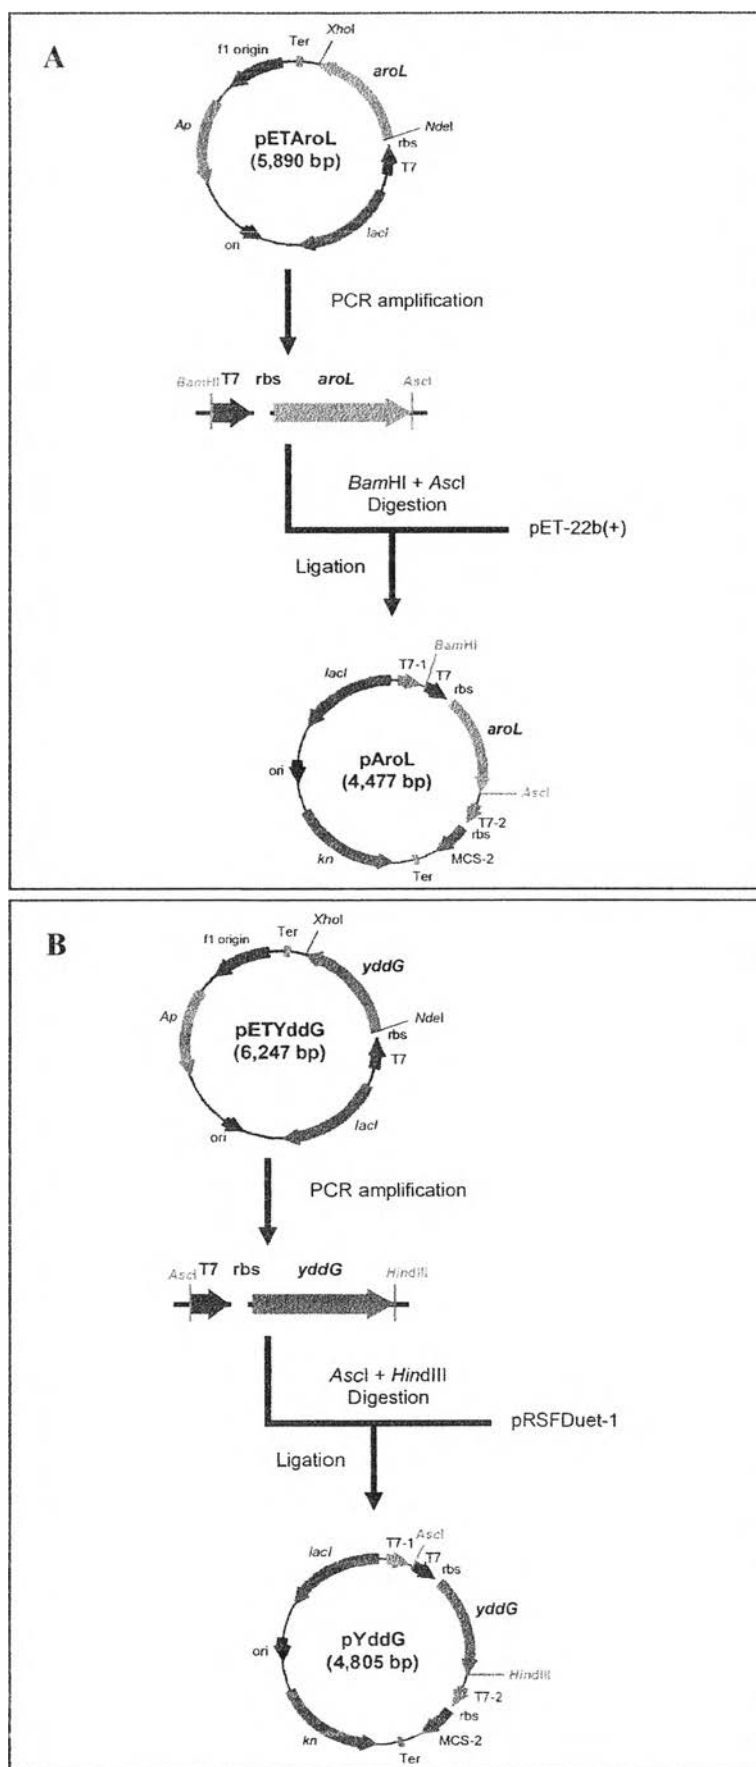 A
Ter
XhoI
f1 origin
aroL
Ap
NdeI
pETAroL
(5,890 bp)
rbs
T7
lacI
ori
PCR amplification
BamHI T7 rbs aroL AscI
BamHI + AscI
Digestion
pET-22b(+)
Ligation
BamHI
T7-1
lacI
T7
rbs
aroL
pAroL
(4,477 bp)
ori
AscI
T7-2
rbs
MCS-2
kn
Ter
B
XhoI
Ter
f1 origin
yddG
Ap
NdeI
pETYddG
(6,247 bp)
rbs
T7
lacI
ori
PCR amplification
AscI T7 rbs yddG HindIII
AscI + HindIII
Digestion
pRSFDuet-1
Ligation
AscI
T7-1
lacI
T7
rbs
yddG
pYddG
(4,805 bp)
ori
HindIII
T7-2
rbs
MCS-2
kn
Ter